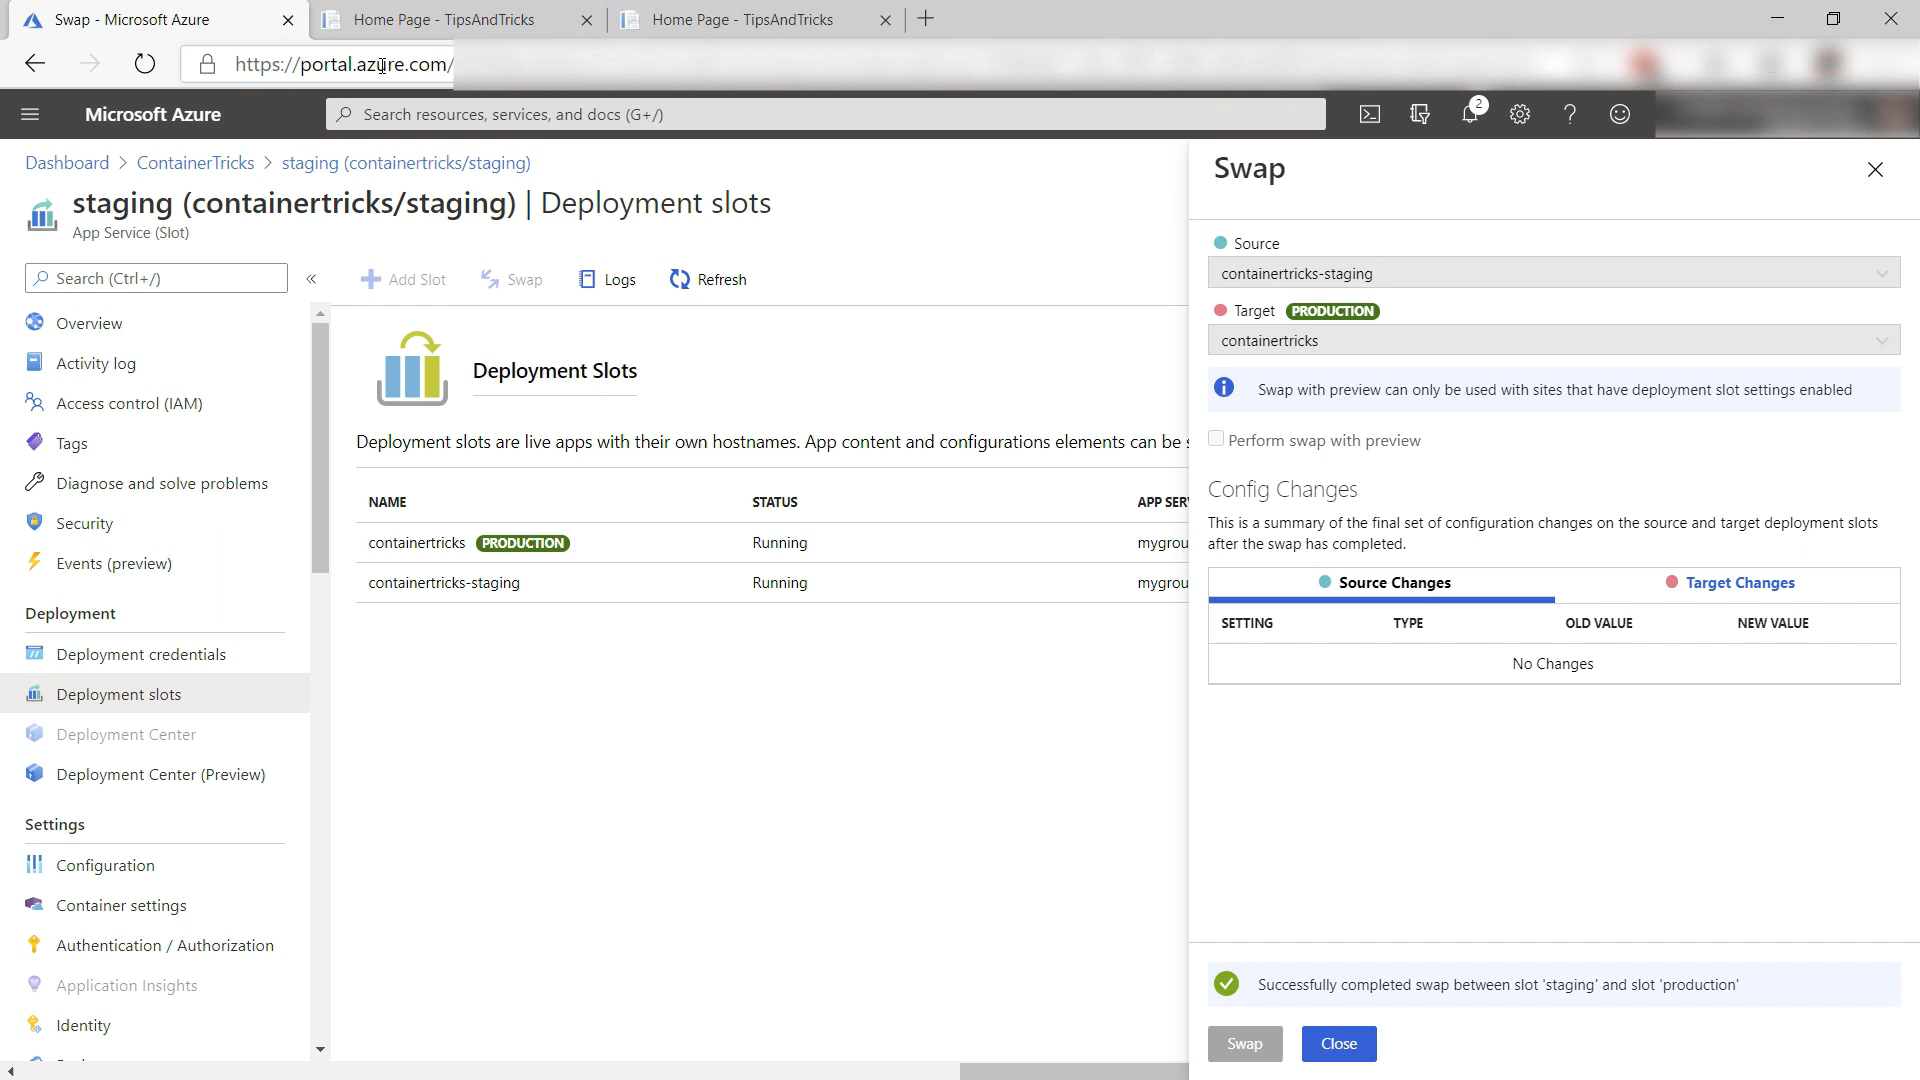 Swap - Microsoft Azure
Home Page - TipsAndTricks
Home Page - TipsAndTricks
https://portal.azure.com/
Microsoft Azure
Search resources, services, and docs (G+/)
2
Dashboard > ContainerTricks > staging (containertricks/staging)
staging (containertricks/staging) | Deployment slots
App Service (Slot)
Search (Ctrl+/)
Overview
Activity log
Access control (IAM)
Tags
Diagnose and solve problems
Security
Events (preview)
Deployment
Deployment credentials
Deployment slots
Deployment Center
Deployment Center (Preview)
Settings
Configuration
Container settings
Authentication / Authorization
Application Insights
Identity
Add Slot
Swap
Logs
Refresh
Deployment Slots
Deployment slots are live apps with their own hostnames. App content and configurations elements can be s
NAME STATUS APP SERV
containertricks PRODUCTION Running mygrou
containertricks-staging Running mygrou
Swap
Source
containertricks-staging
Target PRODUCTION
containertricks
Swap with preview can only be used with sites that have deployment slot settings enabled
Perform swap with preview
Config Changes
This is a summary of the final set of configuration changes on the source and target deployment slots
after the swap has completed.
Source Changes Target Changes
SETTING TYPE OLD VALUE NEW VALUE
No Changes
Successfully completed swap between slot 'staging' and slot 'production'
Swap
Close